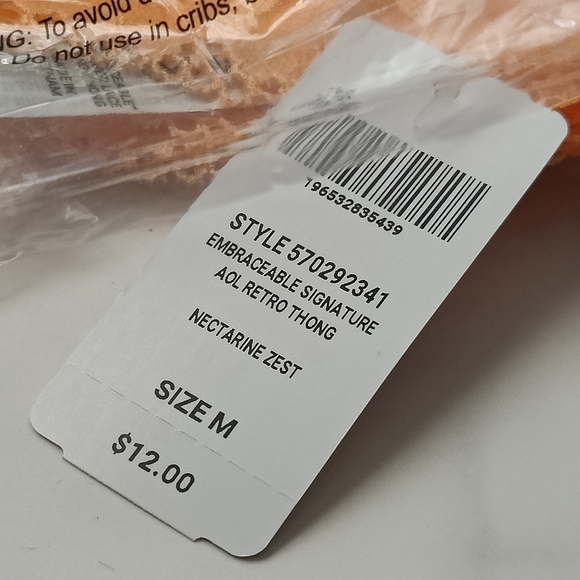 NG: To avoid
Do not use in cribs,
196532835439
STYLE 570292341
EMBRACEABLE SIGNATURE
AOL RETRO THONG
NECTARINE ZEST
SIZE M
$12.00